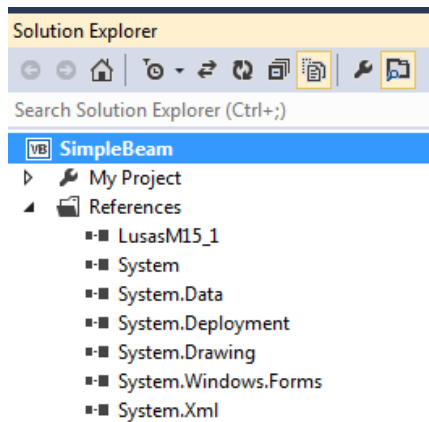 Solution Explorer
Search Solution Explorer (Ctrl+;)
VB SimpleBeam
My Project
References
LusasM15_1
System
System.Data
System.Deployment
System.Drawing
System.Windows.Forms
System.Xml